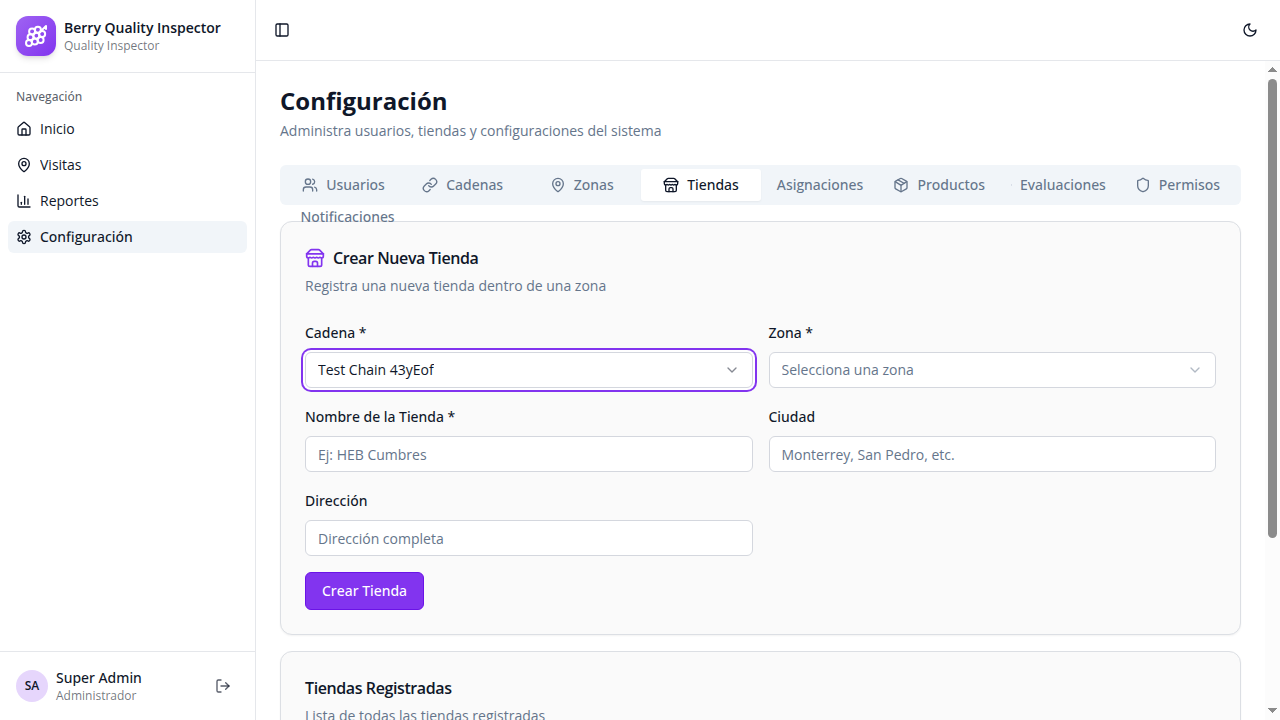 Berry Quality Inspector
Quality Inspector
Navegación
Inicio
Visitas
Reportes
Configuración
SA
Super Admin
Administrador
Configuración
Administra usuarios, tiendas y configuraciones del sistema
Usuarios Cadenas Zonas Tiendas Asignaciones Productos Evaluaciones Permisos
Notificaciones
Crear Nueva Tienda
Registra una nueva tienda dentro de una zona
Cadena * Zona *
Test Chain 43yEof Selecciona una zona
Nombre de la Tienda * Ciudad
Ej: HEB Cumbres Monterrey, San Pedro, etc.
Dirección
Dirección completa
Crear Tienda
Tiendas Registradas
Lista de todas las tiendas registradas